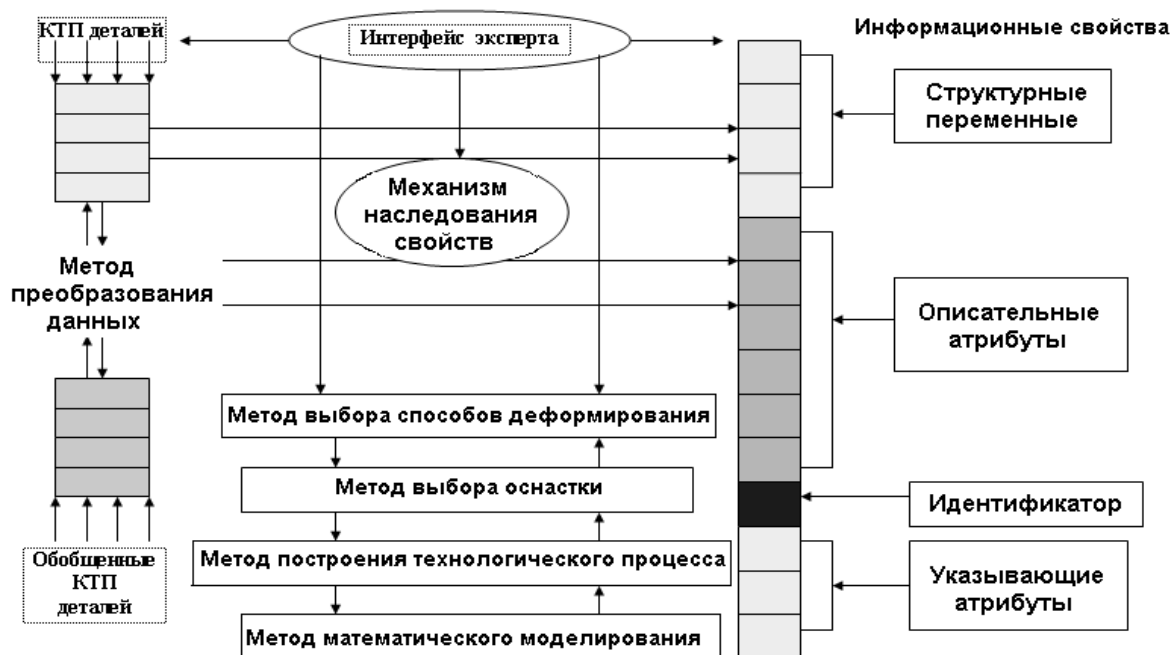 КТП деталей
Интерфейс эксперта
Информационные свойства
Структурные
переменные
Механизм
наследования
свойств
Метод
преобразования
данных
Описательные
атрибуты
Метод выбора способов деформирования
Метод выбора оснастки
Идентификатор
Метод построения технологического процесса
Обобщенные
КТП
деталей
Указывающие
атрибуты
Метод математического моделирования